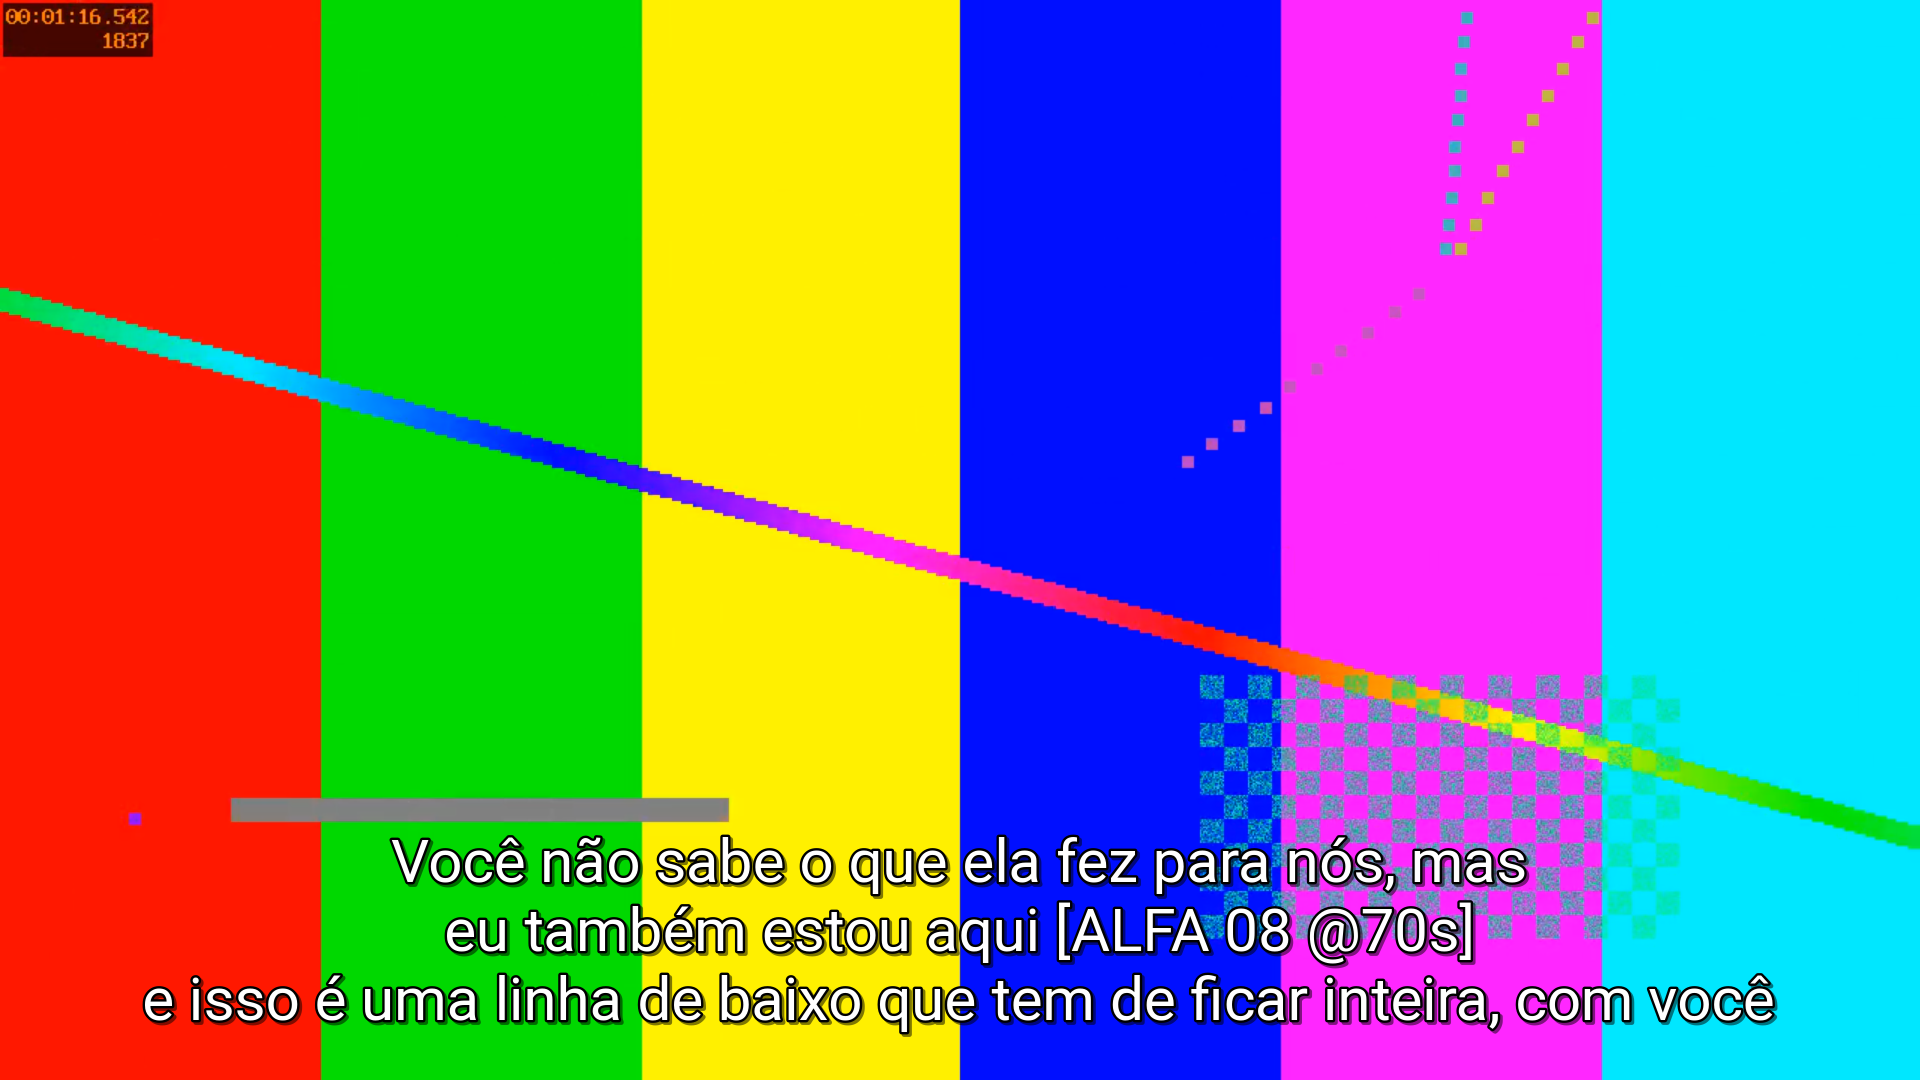 00:01:16.542
1837
Você não sabe o que ela fez para nós, mas
eu também estou aqui [ALFA 08 @70s]
e isso é uma linha de baixo que tem de ficar inteira, com você